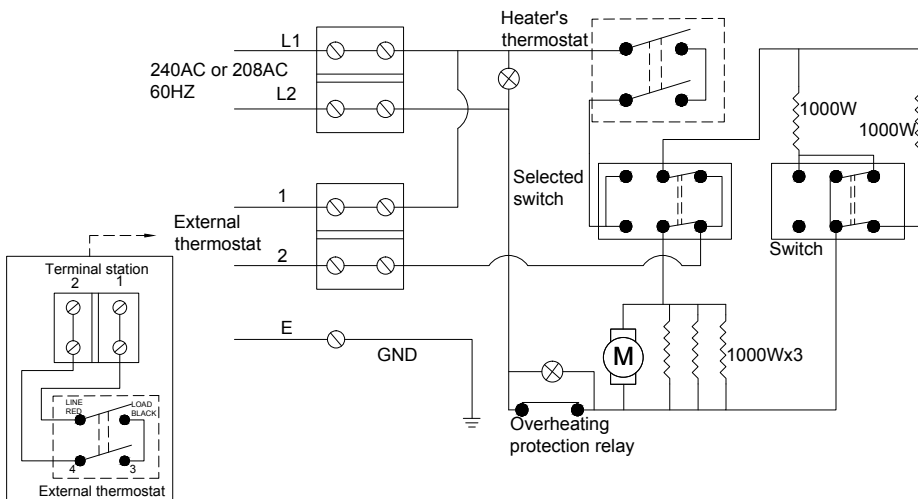 L1
240AC or 208AC
60HZ
L2
Heater's
thermostat
1000W
1000W
Selected
switch
Switch
1
External
thermostat
2
E
GND
M
1000Wx3
Overheating
protection relay
Terminal station
2
1
LINE
RED
LOAD
BLACK
4
3
External thermostat